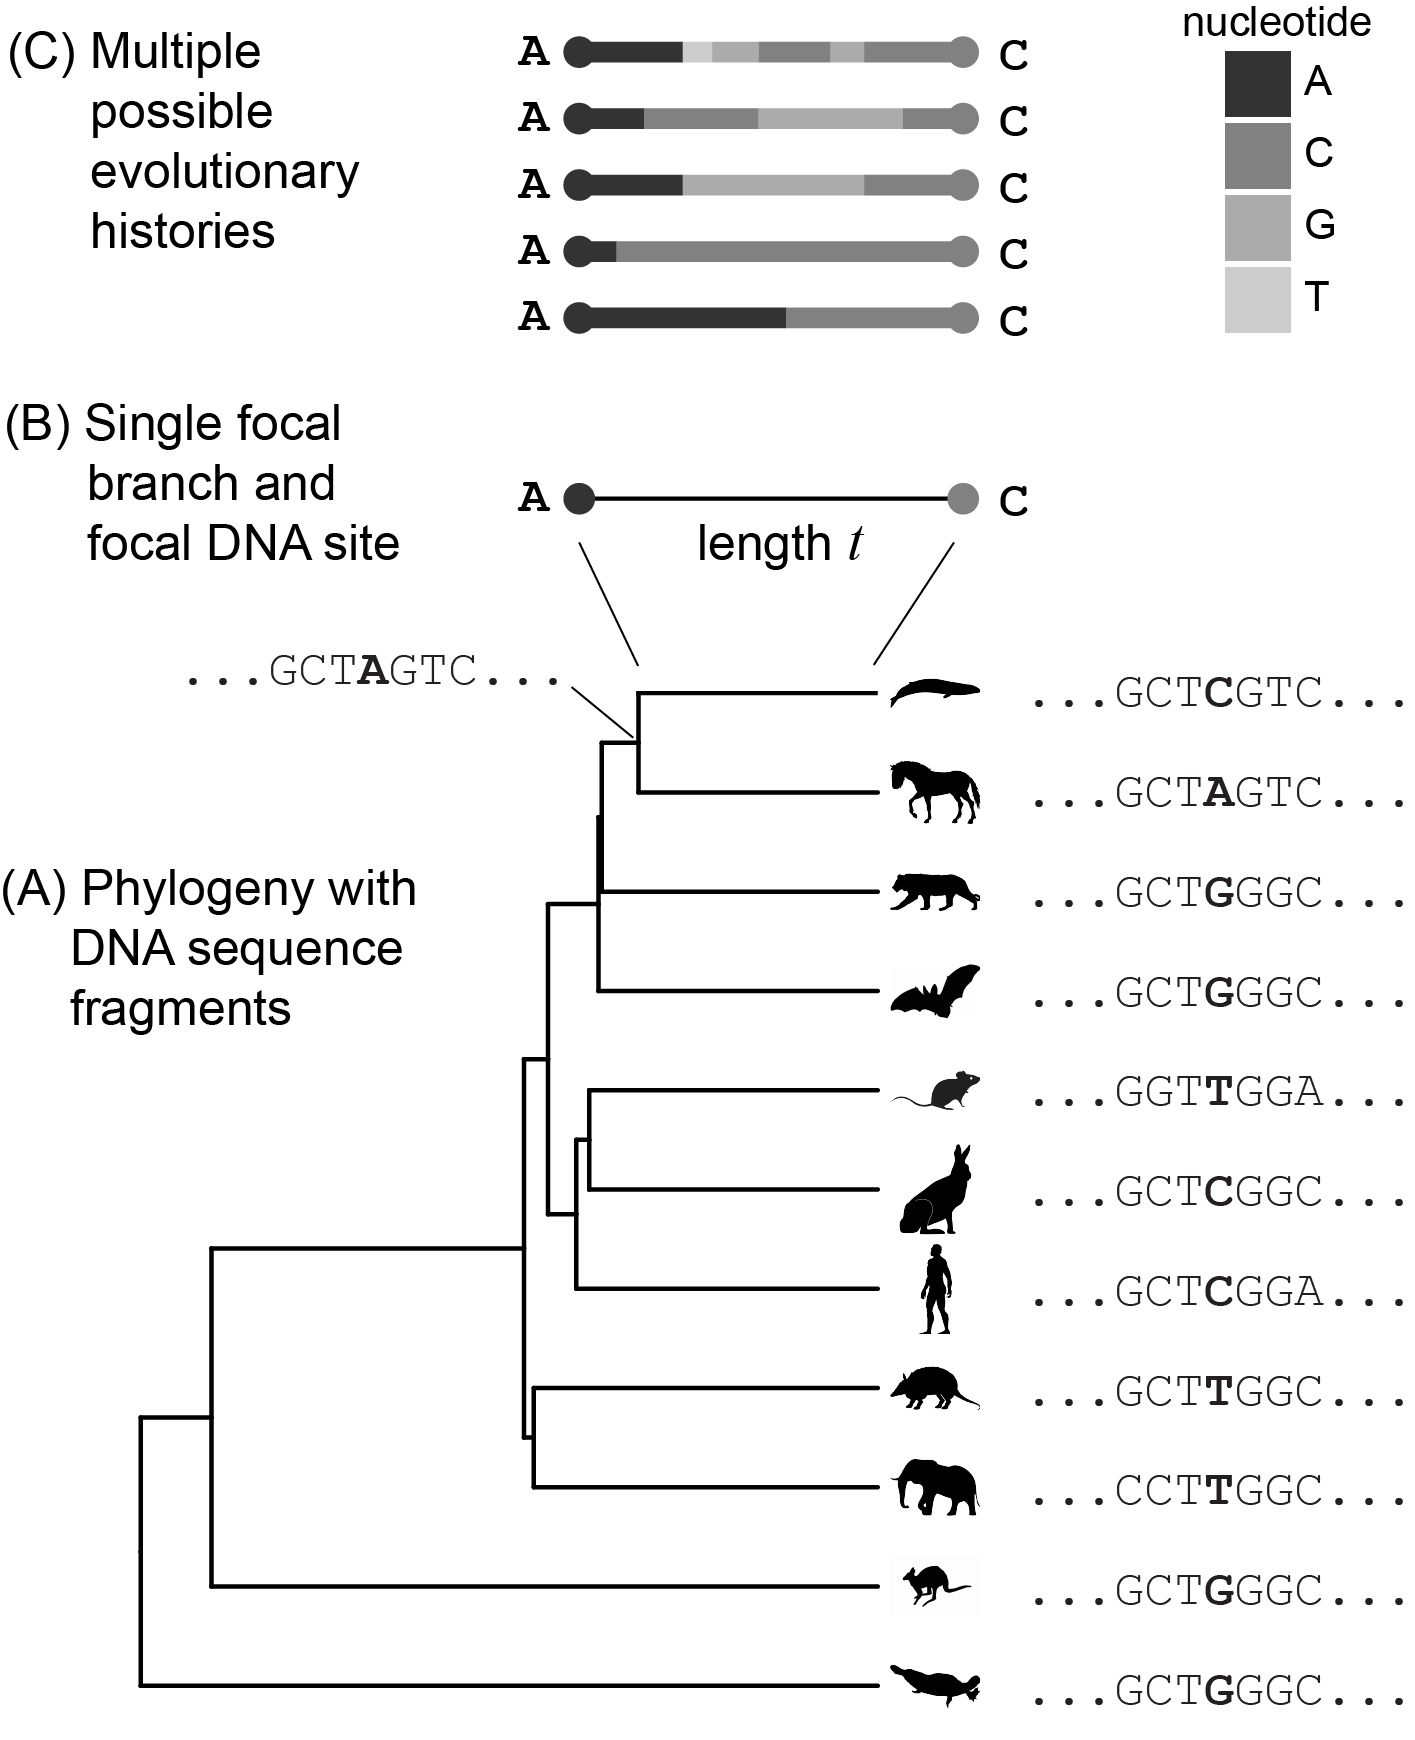 nucleotide
(C) Multiple
possible
evolutionary
histories
A C
A C
A C
A C
A C
A
C
G
T
(B) Single focal
branch and
focal DNA site
A C
length t
...GCTAGTC...
(A) Phylogeny with
DNA sequence
fragments
...GCTCGTC...
...GCTAGTC...
...GCTGGGC...
...GCTGGGC...
...GGTTGGA...
...GCTCGGC...
...GCTCGGA...
...GCTTGGC...
...CCTTGGC...
...GCTGGGC...
...GCTGGGC...